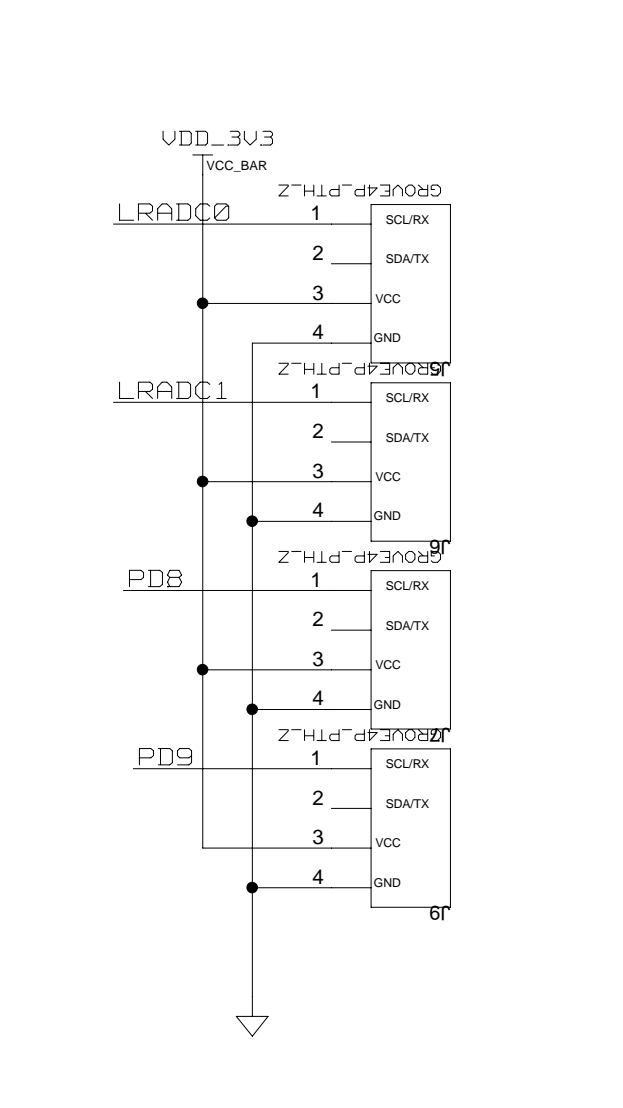 VDD_3V3
VCC_BAR
GROVE4P_PTH_Z
LRADC0
1 SCL/RX
2 SDA/TX
3 VCC
4 GND
J5
GROVE4P_PTH_Z
LRADC1
1 SCL/RX
2 SDA/TX
3 VCC
4 GND
J6
GROVE4P_PTH_Z
PD8
1 SCL/RX
2 SDA/TX
3 VCC
4 GND
J7
GROVE4P_PTH_Z
PD9
1 SCL/RX
2 SDA/TX
3 VCC
4 GND
J9